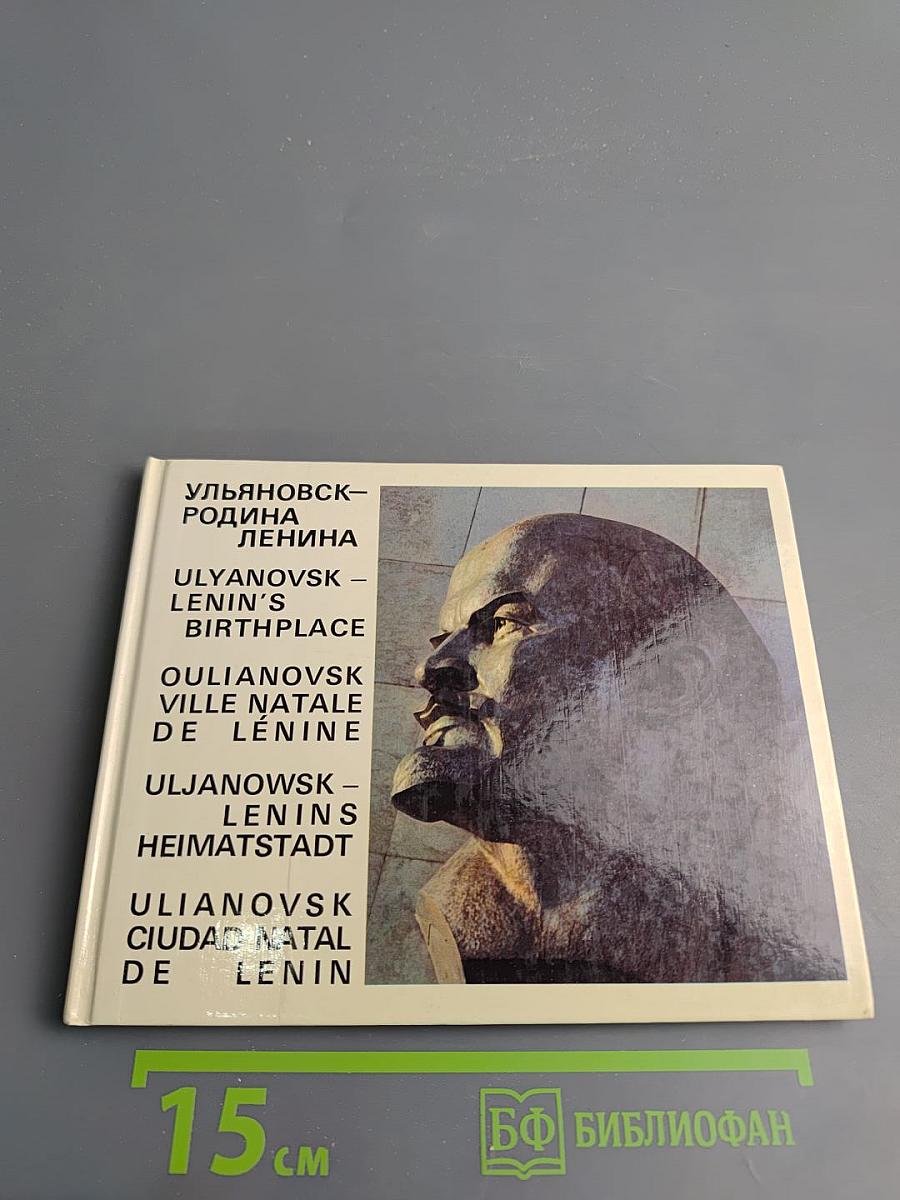 УЛЬЯНОВСК—
РОДИНА
ЛЕНИНА
ULYANOVSK –
LENIN'S
BIRTHPLACE
OULIANOVSK
VILLE NATALE
DE LÉNINE
ULJANOWSK –
LENINS
HEIMATSTADT
ULIANOVSK
CIUDAD NATAL
DE LENIN
15 СМ
БФ БИБЛИОФАН